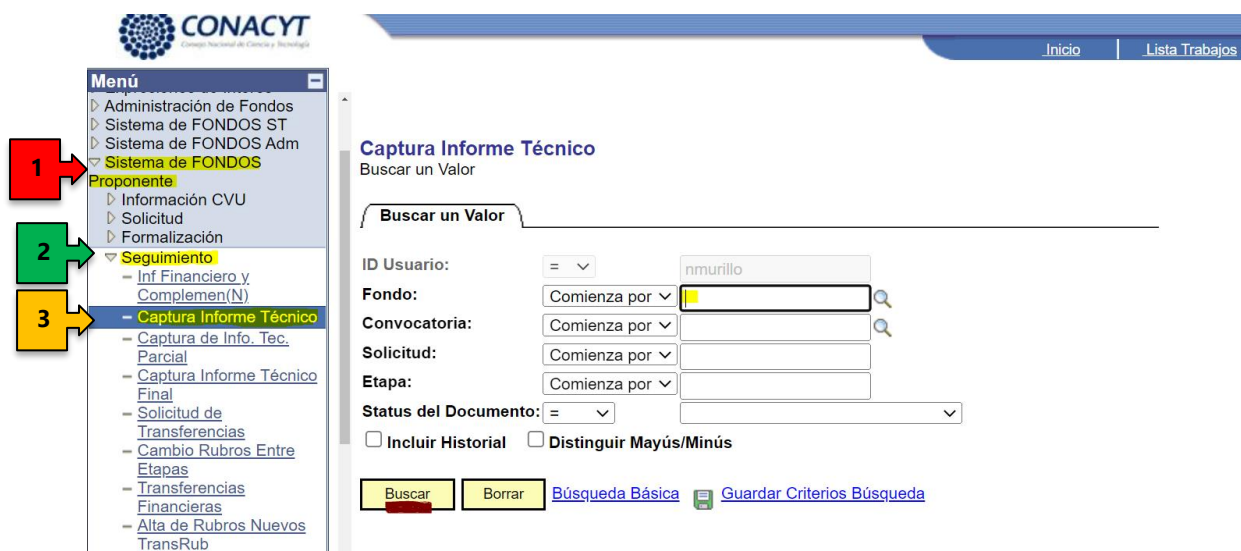 CONACYT
Consejo Nacional de Ciencia y Tecnología
Inicio
Lista Trabajos
Menú
Expresiones de Interés
Administración de Fondos
Sistema de FONDOS ST
Sistema de FONDOS Adm
1
Sistema de FONDOS
Proponente
Información CVU
Solicitud
Formalización
2
Seguimiento
Inf Financiero y
Complemen(N)
3
Captura Informe Técnico
Captura de Info. Tec.
Parcial
Captura Informe Técnico
Final
Solicitud de
Transferencias
Cambio Rubros Entre
Etapas
Transferencias
Financieras
Alta de Rubros Nuevos
TransRub
Captura Informe Técnico
Buscar un Valor
Buscar un Valor
ID Usuario: = nmurillo
Fondo: Comienza por
Convocatoria: Comienza por
Solicitud: Comienza por
Etapa: Comienza por
Status del Documento: =
Incluir Historial Distinguir Mayús/Minús
Buscar Borrar Búsqueda Básica Guardar Criterios Búsqueda